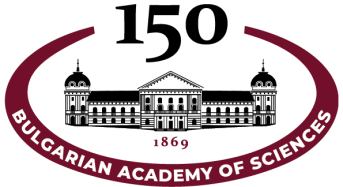 150
1869
BULGARIAN ACADEMY OF SCIENCES